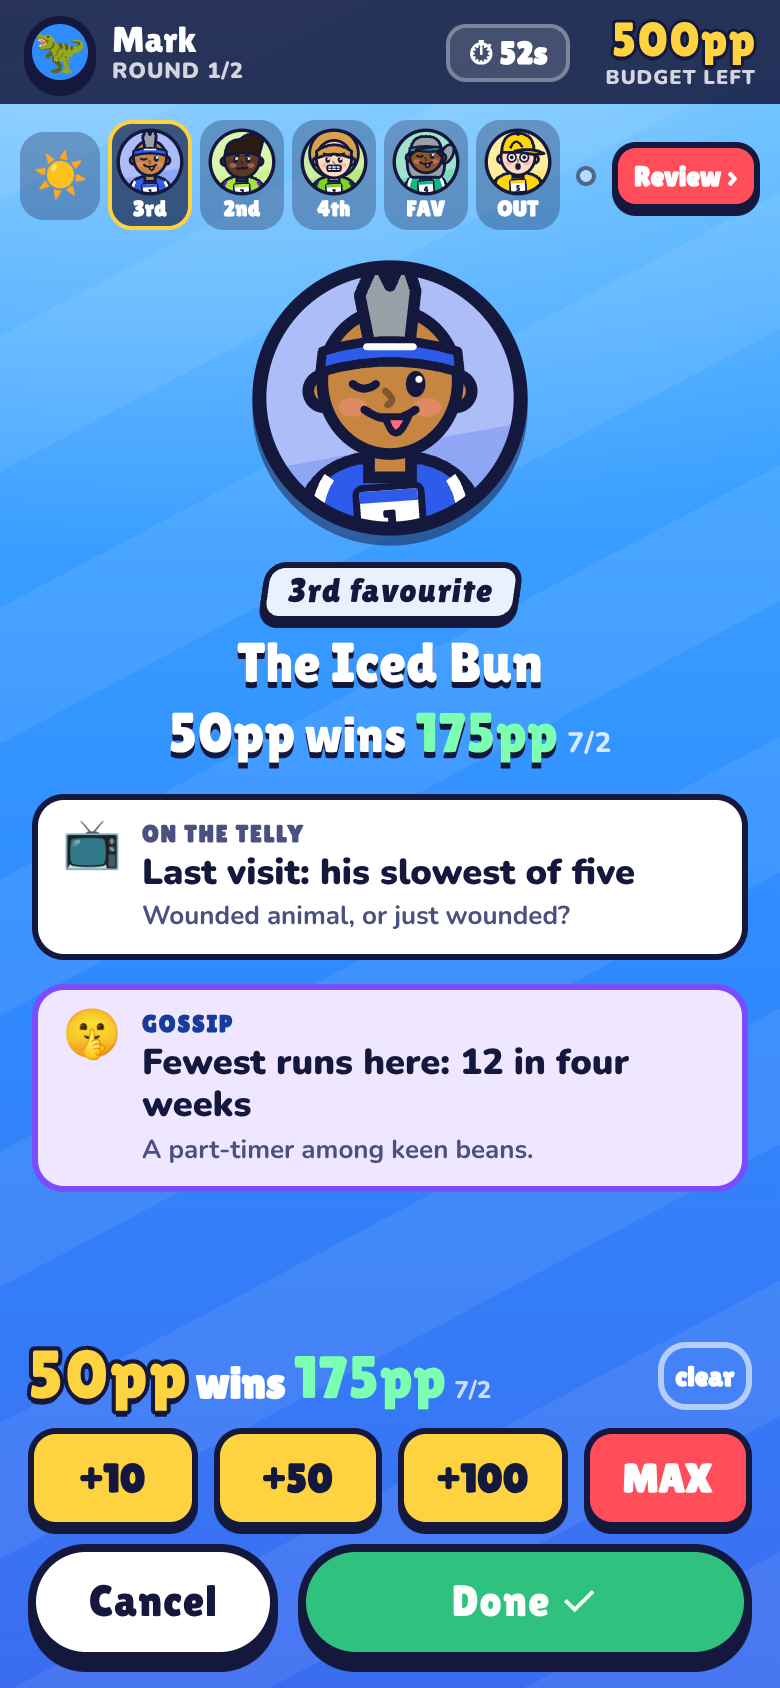 Mark
ROUND 1/2
⏱ 52s
500pp
BUDGET LEFT
3rd
2nd
4th
FAV
OUT
Review ›
1
3rd favourite
The Iced Bun
50pp wins 175pp 7/2
ON THE TELLY
Last visit: his slowest of five
Wounded animal, or just wounded?
GOSSIP
Fewest runs here: 12 in four
weeks
A part-timer among keen beans.
50pp wins 175pp 7/2
clear
+10
+50
+100
MAX
Cancel
Done ✓